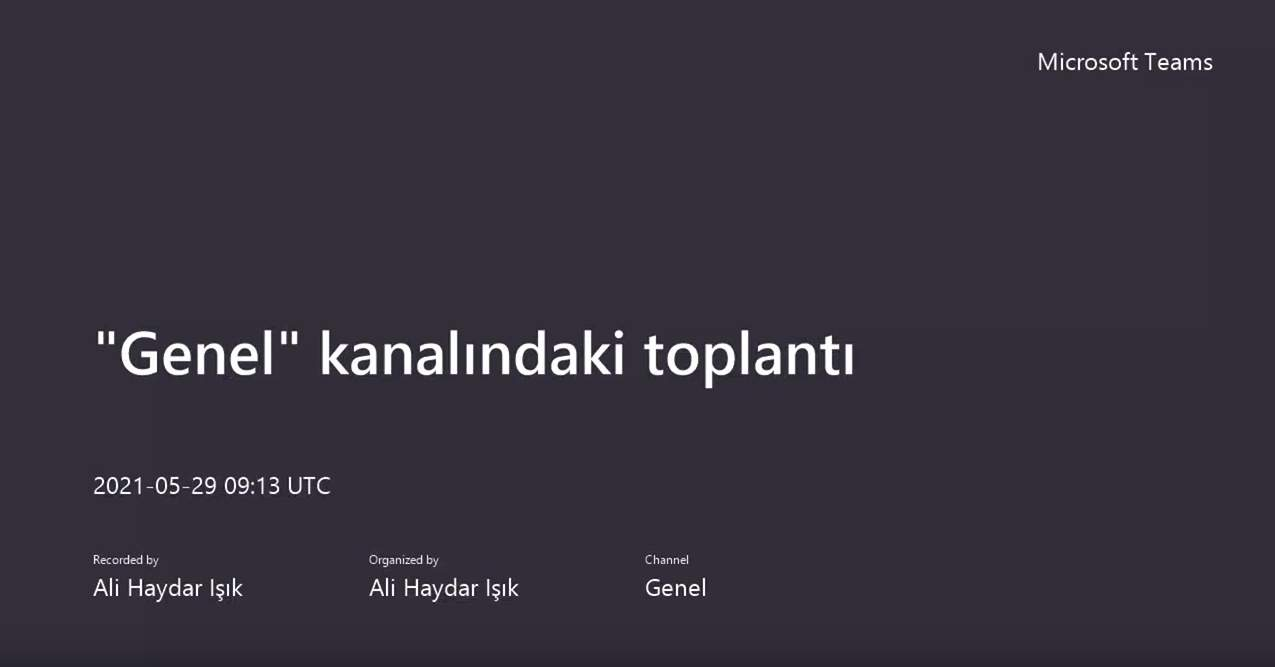 Microsoft Teams
"Genel" kanalındaki toplantı
2021-05-29 09:13 UTC
Recorded by
Ali Haydar Işık
Organized by
Ali Haydar Işık
Channel
Genel